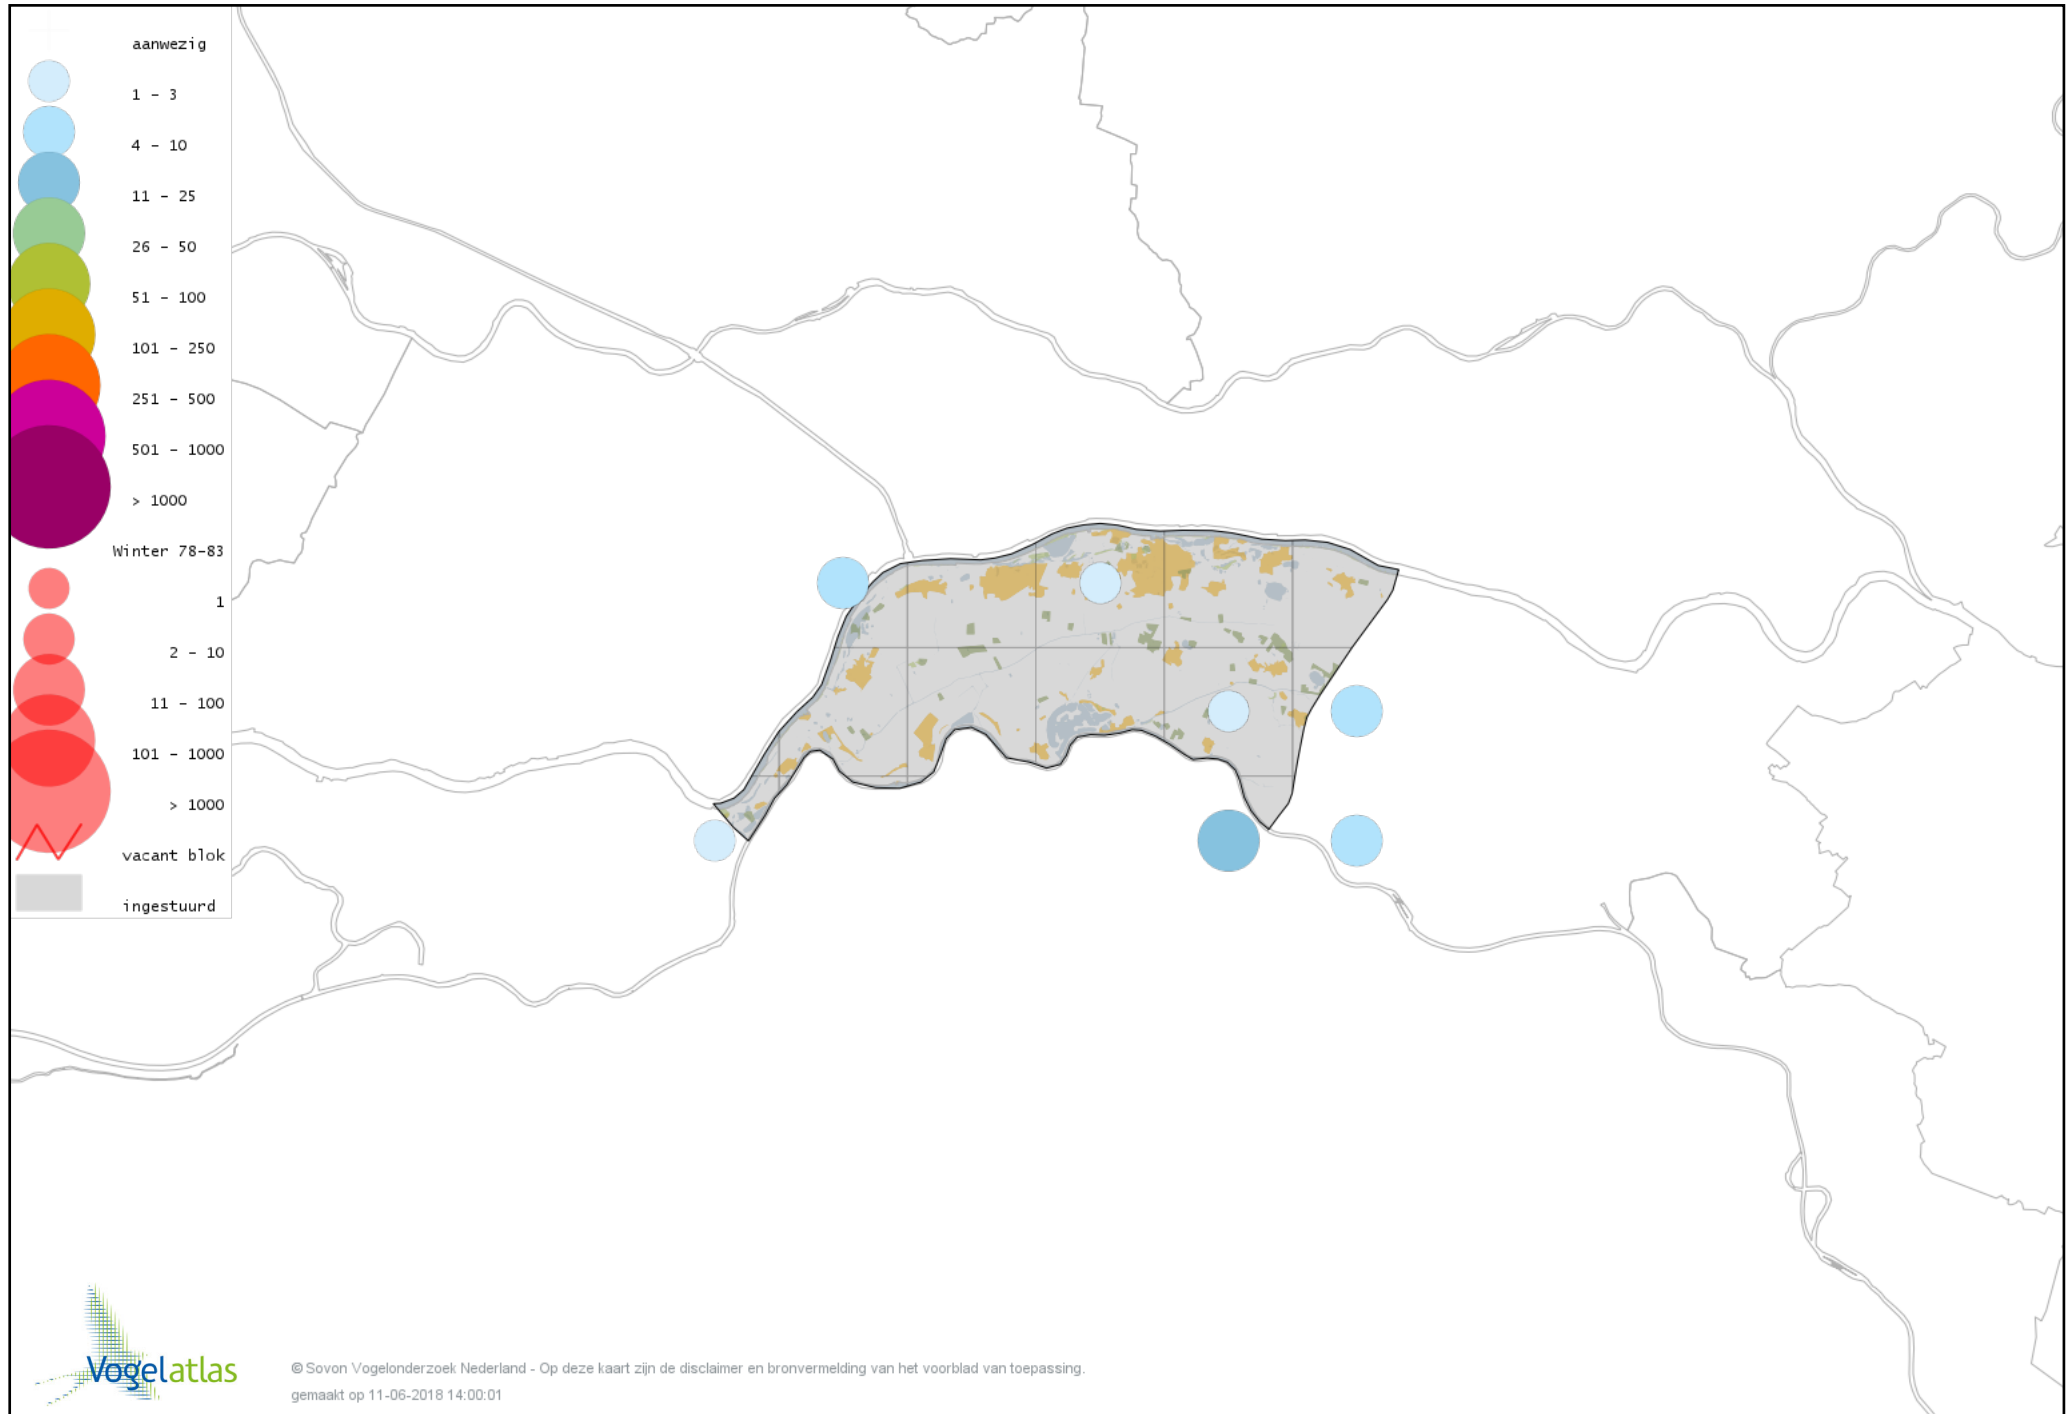 aanwezig
1 - 3
4 - 10
11 - 25
26 - 50
51 - 100
101 - 250
251 - 500
501 - 1000
> 1000
Winter 78-83
1
2 - 10
11 - 100
101 - 1000
> 1000
vacant blok
ingestuurd
Vogelatlas
© Sovon Vogelonderzoek Nederland - Op deze kaart zijn de disclaimer en bronvermelding van het voorblad van toepassing.
gemaakt op 11-06-2018 14:00:01